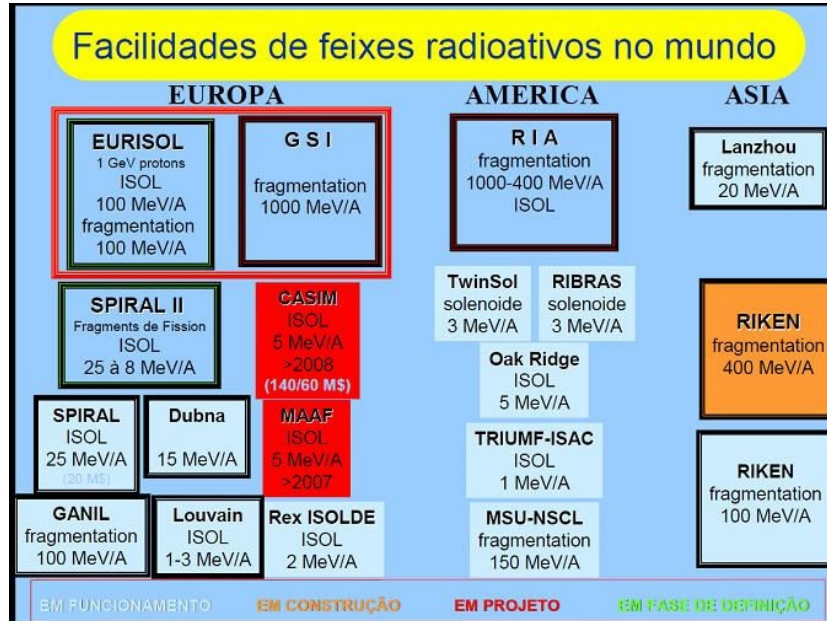 Facilidades de feixes radioativos no mundo
EUROPA
AMERICA
ASIA
EURISOL
1 GeV protons
ISOL
100 MeV/A
fragmentation
100 MeV/A
G S I
fragmentation
1000 MeV/A
R I A
fragmentation
1000-400 MeV/A
ISOL
Lanzhou
fragmentation
20 MeV/A
SPIRAL II
Fragments de Fission
ISOL
25 à 8 MeV/A
CASIM
ISOL
5 MeV/A
>2008
(140/60 M$)
TwinSol
solenoide
3 MeV/A
RIBRAS
solenoide
3 MeV/A
RIKEN
fragmentation
400 MeV/A
Oak Ridge
ISOL
5 MeV/A
SPIRAL
ISOL
25 MeV/A
(20 M$)
Dubna
15 MeV/A
MAAF
ISOL
5 MeV/A
>2007
TRIUMF-ISAC
ISOL
1 MeV/A
RIKEN
fragmentation
100 MeV/A
GANIL
fragmentation
100 MeV/A
Louvain
ISOL
1-3 MeV/A
Rex ISOLDE
ISOL
2 MeV/A
MSU-NSCL
fragmentation
150 MeV/A
EM FUNCIONAMENTO
EM CONSTRUÇÃO
EM PROJETO
EM FASE DE DEFINIÇÃO